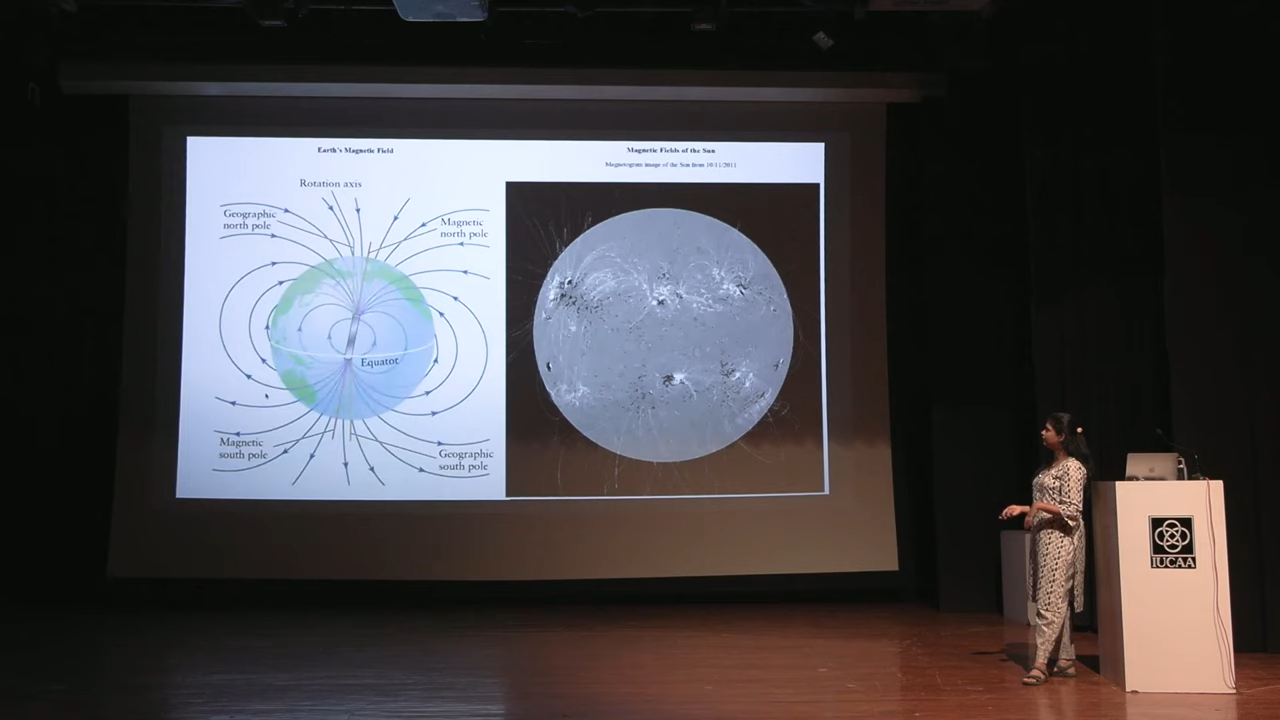 Earth's Magnetic Field
Rotation axis
Geographic
north pole
Magnetic
north pole
Equator
Magnetic
south pole
Geographic
south pole
Magnetic Fields of the Sun
Magnetogram image of the Sun from 10/11/2011
IUCAA